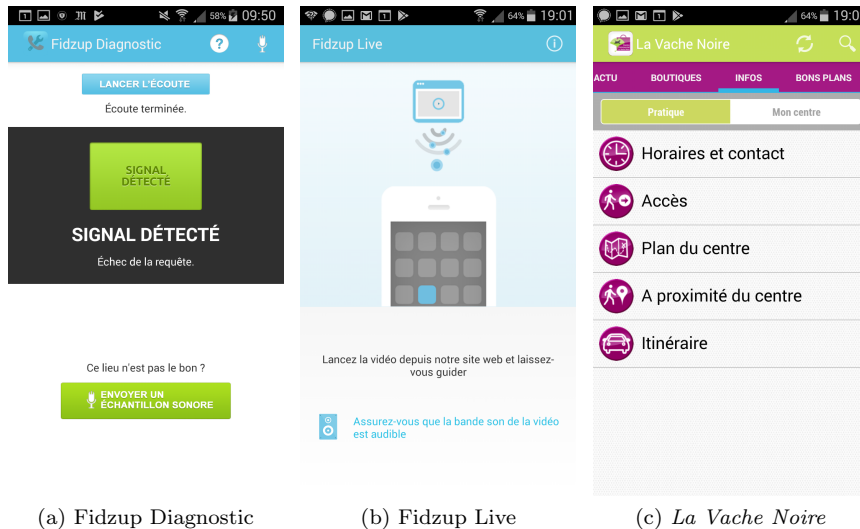 58% 09:50
Fidzup Diagnostic ?
LANCER L'ÉCOUTE
Écoute terminée.
SIGNAL
DÉTECTÉ
SIGNAL DÉTECTÉ
Échec de la requête.
Ce lieu n'est pas le bon ?
ENVOYER UN
ÉCHANTILLON SONORE
(a) Fidzup Diagnostic
64% 19:01
Fidzup Live
Lancez la vidéo depuis notre site web et laissez-
vous guider
Assurez-vous que la bande son de la vidéo
est audible
(b) Fidzup Live
64% 19:0
La Vache Noire
ACTU BOUTIQUES INFOS BONS PLANS
Pratique Mon centre
Horaires et contact
Accès
Plan du centre
A proximité du centre
Itinéraire
(c) La Vache Noire